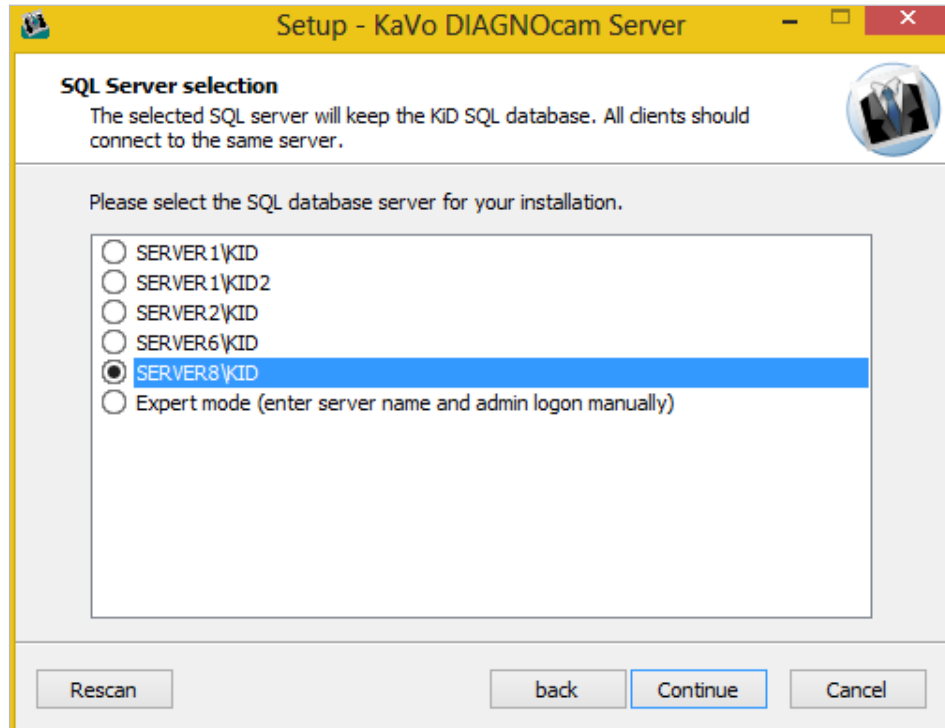 Setup - KaVo DIAGNOcam Server
SQL Server selection
The selected SQL server will keep the KiD SQL database. All clients should
connect to the same server.
Please select the SQL database server for your installation.
SERVER1\KID
SERVER1\KID2
SERVER2\KID
SERVER6\KID
SERVER8\KID
Expert mode (enter server name and admin logon manually)
Rescan back Continue Cancel